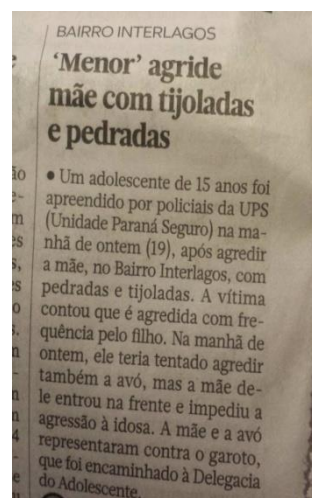 BAIRRO INTERLAGOS
‘Menor’ agride
mãe com tijoladas
e pedradas
• Um adolescente de 15 anos foi
apreendido por policiais da UPS
(Unidade Paraná Seguro) na ma-
nhã de ontem (19), após agredir
a mãe, no Bairro Interlagos, com
pedradas e tijoladas. A vítima
contou que é agredida com fre-
quência pelo filho. Na manhã de
ontem, ele teria tentado agredir
também a avó, mas a mãe de-
le entrou na frente e impediu a
agressão à idosa. A mãe e a avó
representaram contra o garoto,
que foi encaminhado à Delegacia
do Adolescente.